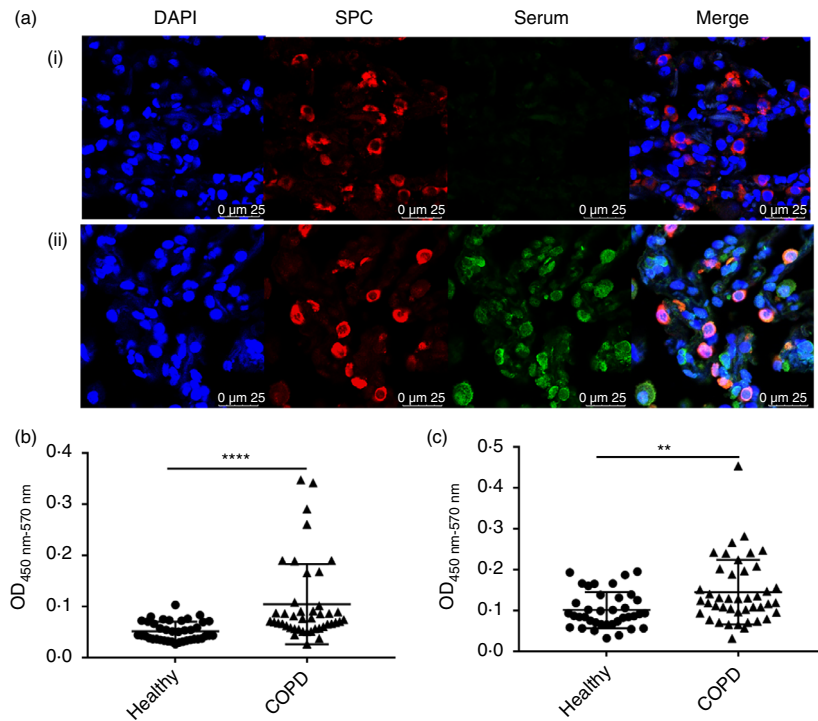 (a) DAPI SPC Serum Merge
(i)
0 µm 25 0 µm 25 0 µm 25 0 µm 25
(ii)
0 µm 25 0 µm 25 0 µm 25 0 µm 25
(b)
0·4
0·3
0·2
0·1
0·0
OD450 nm-570 nm
****
Healthy COPD
(c)
0·5
0·4
0·3
0·2
0·1
0·0
OD450 nm-570 nm
**
Healthy COPD